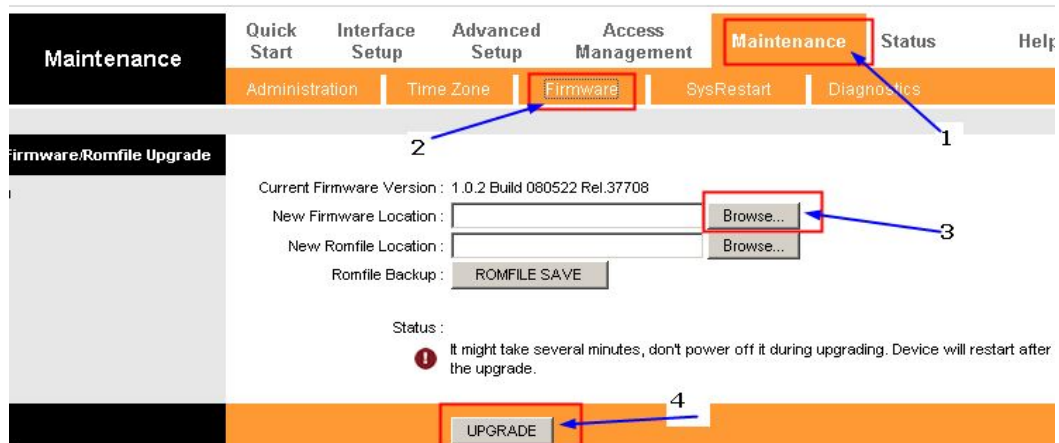 Maintenance
Quick Start
Interface Setup
Advanced Setup
Access Management
Maintenance
Status
Help
Administration
Time Zone
Firmware
SysRestart
Diagnostics
2
1
Firmware/Romfile Upgrade
Current Firmware Version : 1.0.2 Build 080522 Rel.37708
New Firmware Location :
Browse...
3
New Romfile Location :
Browse...
Romfile Backup :
ROMFILE SAVE
Status :
It might take several minutes, don't power off it during upgrading. Device will restart after
the upgrade.
4
UPGRADE